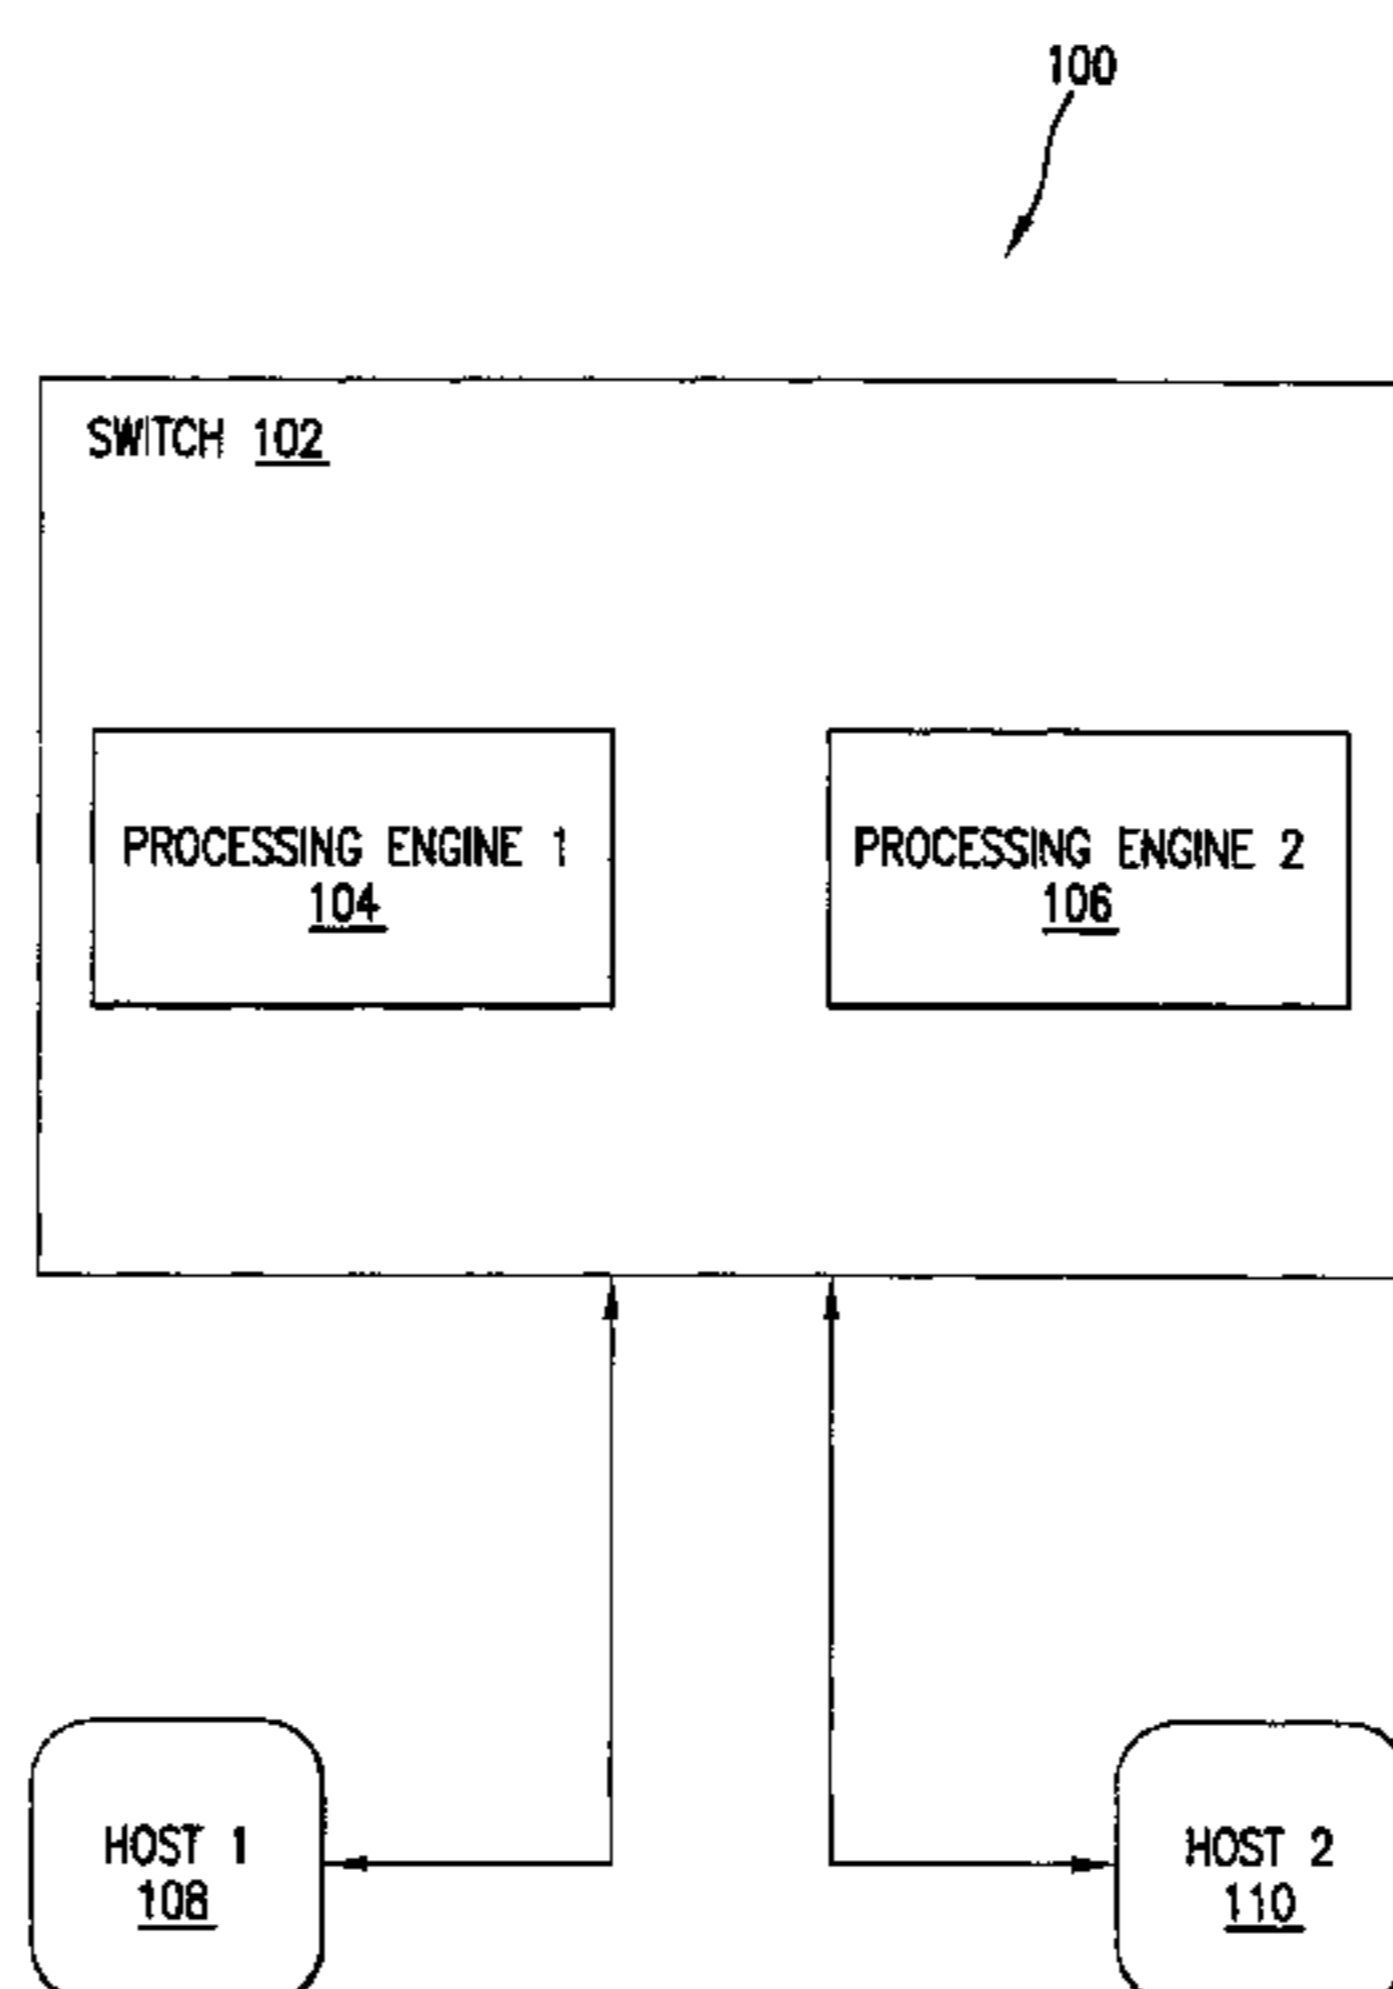 100
SWITCH 102
PROCESSING ENGINE 1
104
PROCESSING ENGINE 2
106
HOST 1
108
HOST 2
110